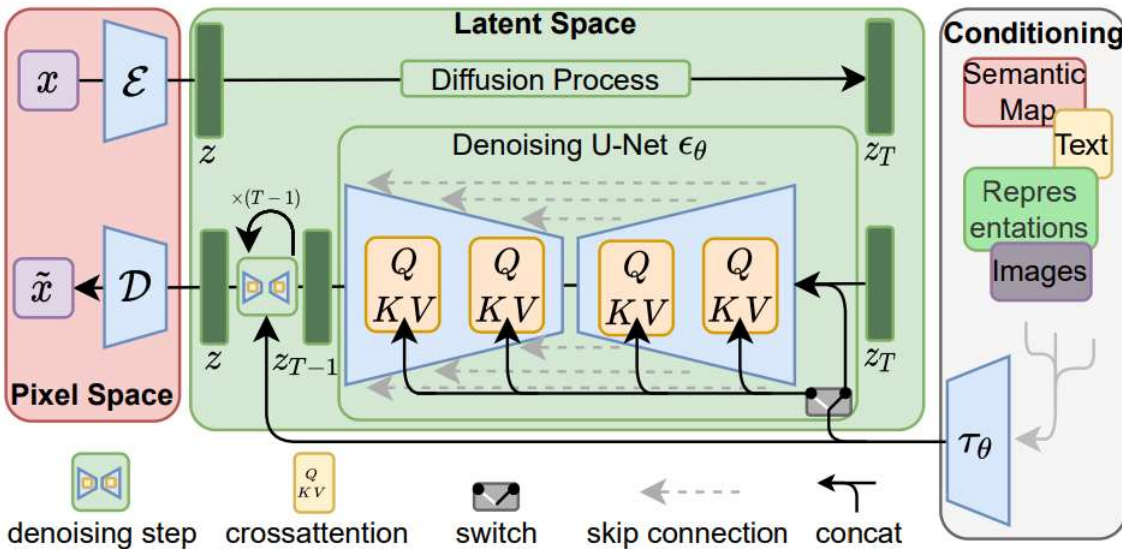 Latent Space
Conditioning
x
ℰ
Diffusion Process
Semantic
Map
Text
z
Denoising U-Net ϵ_θ
z_T
Repres
entations
Images
×(T−1)
x̃
𝒟
Q
KV
Q
KV
Q
KV
Q
KV
z
z_{T−1}
z_T
Pixel Space
τ_θ
Q
KV
denoising step
crossattention
switch
skip connection
concat